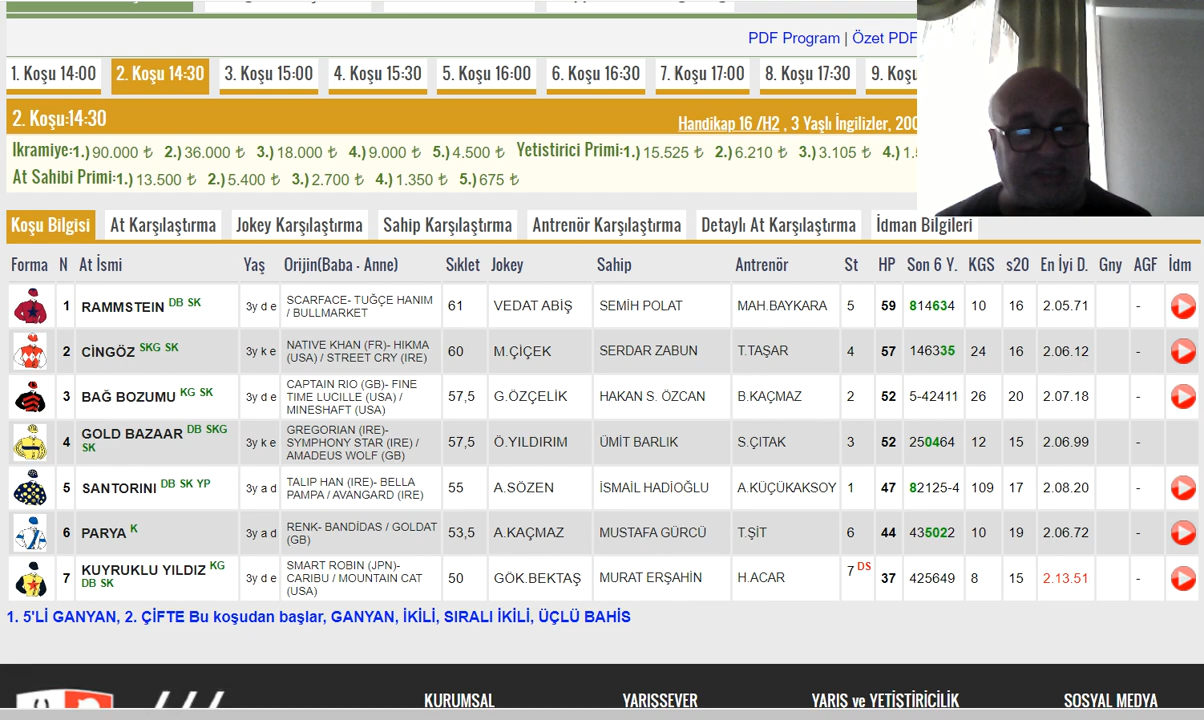 PDF Program | Özet PDF
1. Koşu 14:00 2. Koşu 14:30 3. Koşu 15:00 4. Koşu 15:30 5. Koşu 16:00 6. Koşu 16:30 7. Koşu 17:00 8. Koşu 17:30 9. Koşu
2. Koşu:14:30
Handikap 16 /H2 , 3 Yaşlı İngilizler, 200
Ikramiye:1.) 90.000 ₺ 2.) 36.000 ₺ 3.) 18.000 ₺ 4.) 9.000 ₺ 5.) 4.500 ₺ Yetistirici Primi:1.) 15.525 ₺ 2.) 6.210 ₺ 3.) 3.105 ₺ 4.)
At Sahibi Primi:1.) 13.500 ₺ 2.) 5.400 ₺ 3.) 2.700 ₺ 4.) 1.350 ₺ 5.) 675 ₺
Koşu Bilgisi At Karşılaştırma Jokey Karşılaştırma Sahip Karşılaştırma Antrenör Karşılaştırma Detaylı At Karşılaştırma İdman Bilgileri
Forma N At İsmi Yaş Orijin(Baba - Anne) Sıklet Jokey Sahip Antrenör St HP Son 6 Y. KGS s20 En İyi D. Gny AGF İdm
1 RAMMSTEIN DB SK 3y d e SCARFACE- TUĞÇE HANIM / BULLMARKET 61 VEDAT ABİŞ SEMİH POLAT MAH.BAYKARA 5 59 814634 10 16 2.05.71 -
2 CİNGÖZ SKG SK 3y k e NATIVE KHAN (FR)- HIKMA (USA) / STREET CRY (IRE) 60 M.ÇİÇEK SERDAR ZABUN T.TAŞAR 4 57 146335 24 16 2.06.12 -
3 BAĞ BOZUMU KG SK 3y d e CAPTAIN RIO (GB)- FINE TIME LUCILLE (USA) / MINESHAFT (USA) 57,5 G.ÖZÇELİK HAKAN S. ÖZCAN B.KAÇMAZ 2 52 5-42411 26 20 2.07.18 -
4 GOLD BAZAAR DB SKG SK 3y k e GREGORIAN (IRE)- SYMPHONY STAR (IRE) / AMADEUS WOLF (GB) 57,5 Ö.YILDIRIM ÜMİT BARLIK S.ÇITAK 3 52 250464 12 15 2.06.99 -
5 SANTORINI DB SK YP 3y a d TALIP HAN (IRE)- BELLA PAMPA / AVANGARD (IRE) 55 A.SÖZEN İSMAİL HADİOĞLU A.KÜÇÜKAKSOY 1 47 82125-4 109 17 2.08.20 -
6 PARYA K 3y a d RENK- BANDİDAS / GOLDAT (GB) 53,5 A.KAÇMAZ MUSTAFA GÜRCÜ T.ŞİT 6 44 435022 10 19 2.06.72 -
7 KUYRUKLU YILDIZ KG DB SK 3y d e SMART ROBIN (JPN)- CARIBU / MOUNTAIN CAT (USA) 50 GÖK.BEKTAŞ MURAT ERŞAHİN H.ACAR 7 DS 37 425649 8 15 2.13.51 -
1. 5'Lİ GANYAN, 2. ÇİFTE Bu koşudan başlar, GANYAN, İKİLİ, SIRALI İKİLİ, ÜÇLÜ BAHİS
KURUMSAL YARIŞSEVER YARIŞ ve YETİŞTİRİCİLİK SOSYAL MEDYA